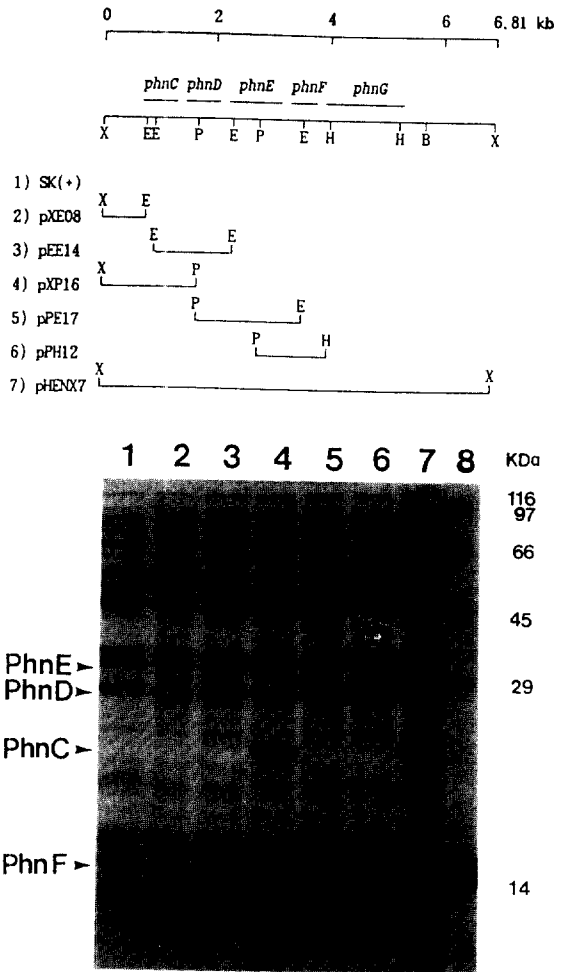 0 2 4 6 6.81 kb
phnC phnD phnE phnF phnG
X EE P E P E H H B X
1) SK(+)
X E
2) pXE08
E E
3) pEE14
X P
4) pXP16
P E
5) pPE17
P H
6) pPH12
X X
7) pHENX7
1 2 3 4 5 6 7 8 KDa
116
97
66
45
PhnE
PhnD 29
PhnC
PhnF
14